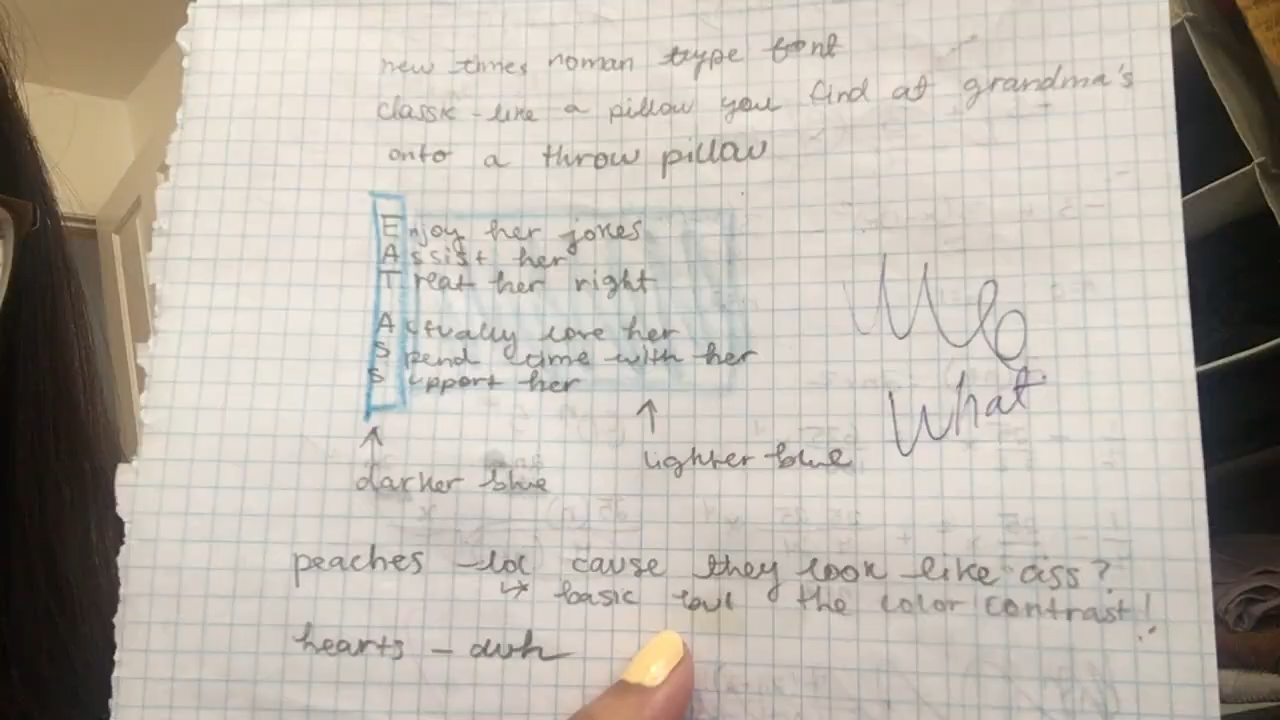 new times roman type font
classic - like a pillow you find at grandma's
onto a throw pillow
Enjoy her jokes
Assist her
Treat her right
Actually love her
Spend time with her
Support her
darker blue
lighter blue
What
peaches - lol cause they look like ass?
basic the color contrast!
hearts - duh